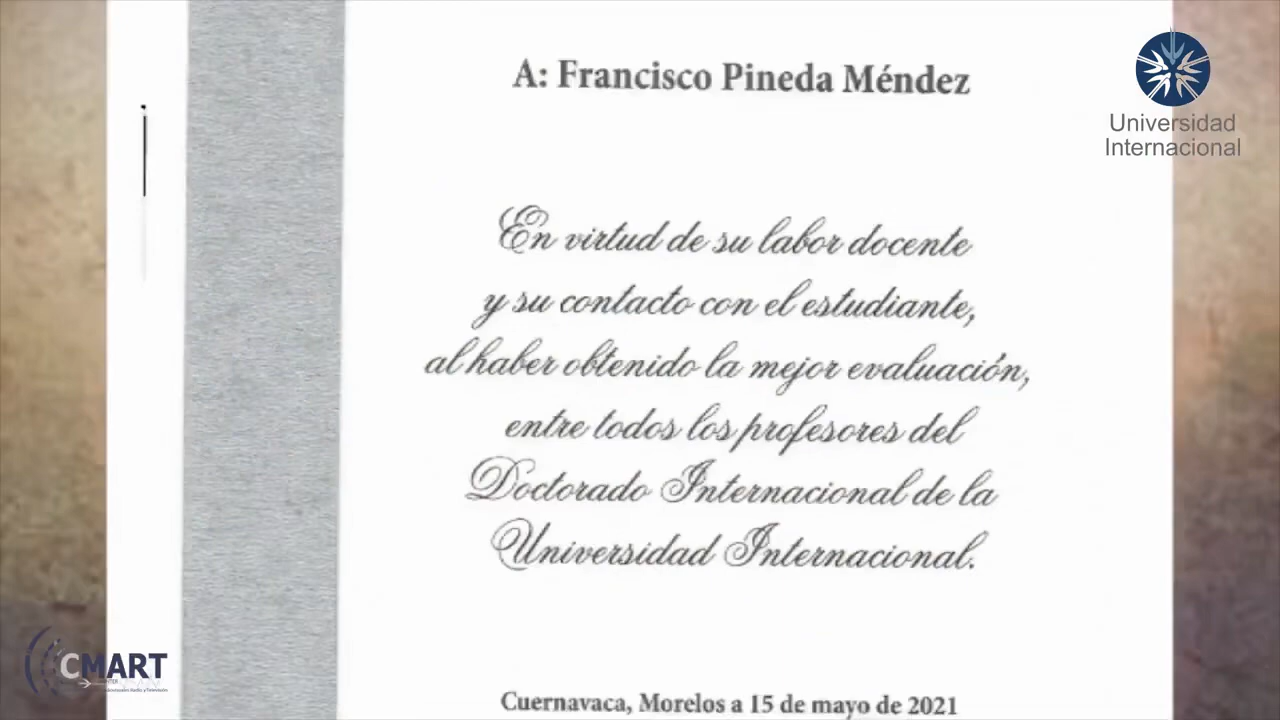 A: Francisco Pineda Méndez
Universidad
Internacional
En virtud de su labor docente
y su contacto con el estudiante,
al haber obtenido la mejor evaluación,
entre todos los profesores del
Doctorado Internacional de la
Universidad Internacional.
CMART
Cuernavaca, Morelos a 15 de mayo de 2021